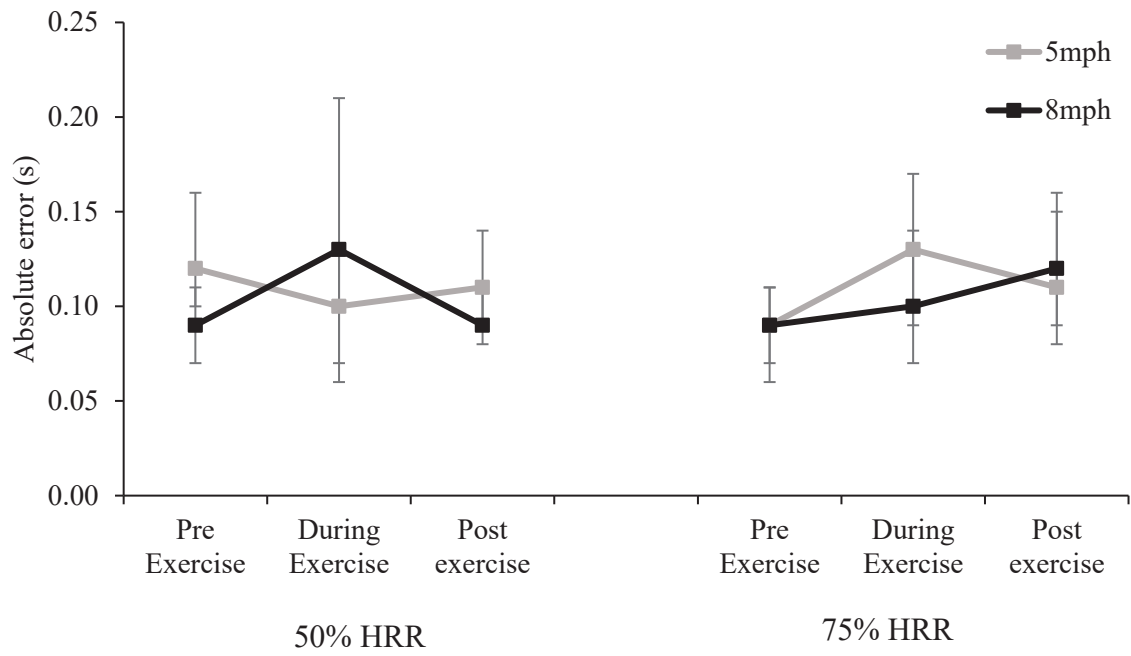 0.25
0.20
0.15
0.10
0.05
0.00
Absolute error (s)
5mph
8mph
Pre
Exercise
During
Exercise
Post
exercise
Pre
Exercise
During
Exercise
Post
exercise
50% HRR
75% HRR